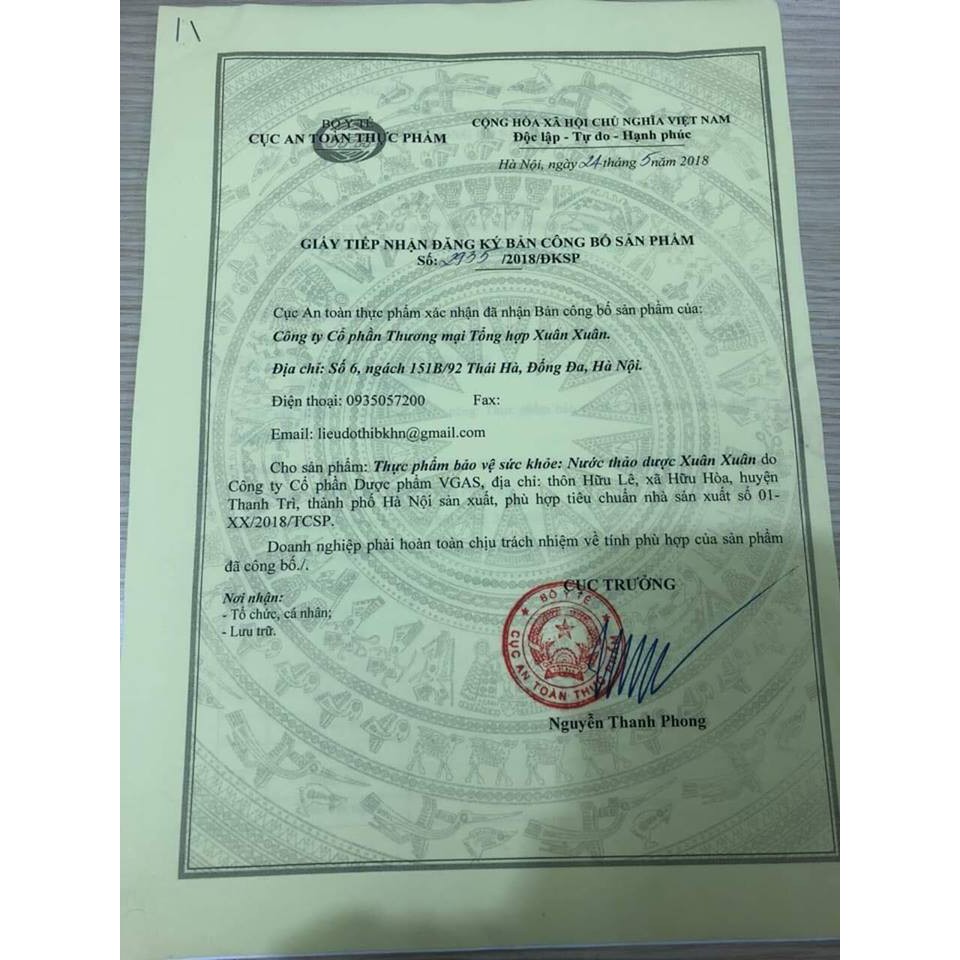 BỘ Y TẾ
CỤC AN TOÀN THỰC PHẨM
CỘNG HÒA XÃ HỘI CHỦ NGHĨA VIỆT NAM
Độc lập - Tự do - Hạnh phúc
Hà Nội, ngày 24 tháng 5 năm 2018
GIẤY TIẾP NHẬN ĐĂNG KÝ BẢN CÔNG BỐ SẢN PHẨM
Số: 2935 /2018/ĐKSP
Cục An toàn thực phẩm xác nhận đã nhận Bản công bố sản phẩm của:
Công ty Cổ phần Thương mại Tổng hợp Xuân Xuân.
Địa chỉ: Số 6, ngách 151B/92 Thái Hà, Đống Đa, Hà Nội.
Điện thoại: 0935057200 Fax:
Email: lieudothibkhn@gmail.com
Cho sản phẩm: Thực phẩm bảo vệ sức khỏe: Nước thảo dược Xuân Xuân do
Công ty Cổ phần Dược phẩm VGAS, địa chỉ: thôn Hữu Lê, xã Hữu Hòa, huyện
Thanh Trì, thành phố Hà Nội sản xuất, phù hợp tiêu chuẩn nhà sản xuất số 01-
XX/2018/TCSP.
Doanh nghiệp phải hoàn toàn chịu trách nhiệm về tính phù hợp của sản phẩm
đã công bố./.
Nơi nhận:
- Tổ chức, cá nhân;
- Lưu trữ.
CỤC TRƯỞNG
BỘ Y TẾ
CỤC AN TOÀN THỰC PHẨM
Nguyễn Thanh Phong